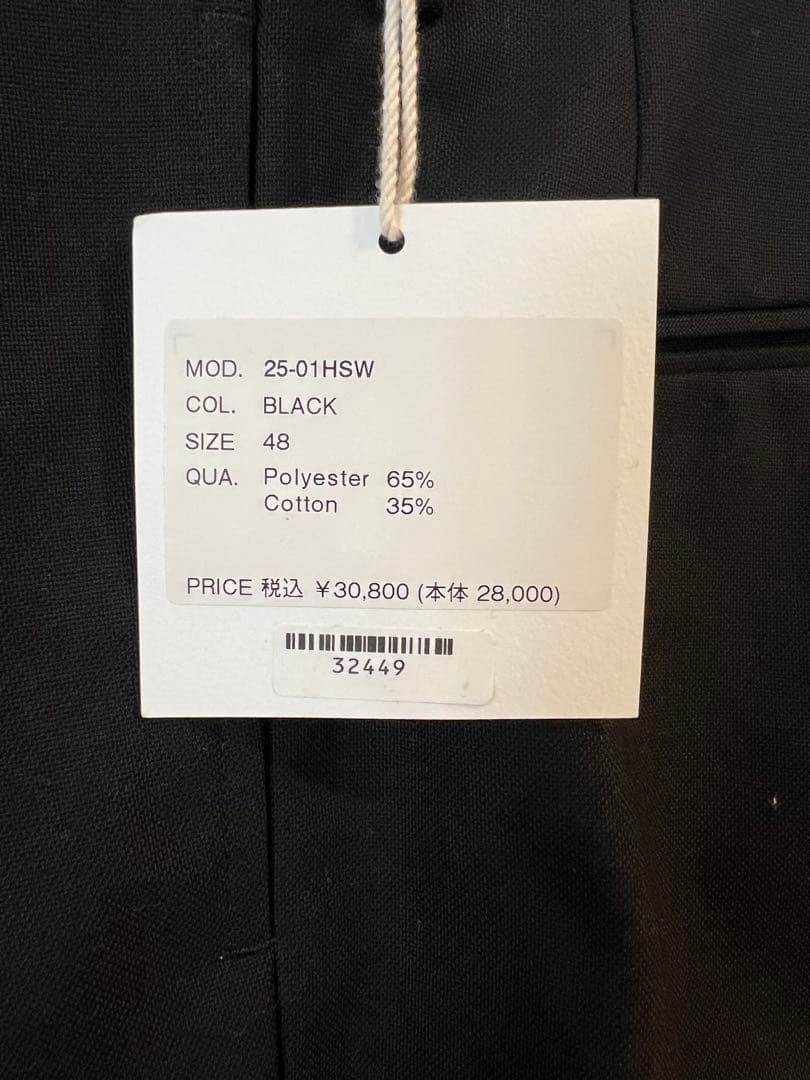 MOD. 25-01HSW
COL. BLACK
SIZE 48
QUA. Polyester 65%
Cotton 35%
PRICE 税込 ￥30,800 (本体 28,000)
32449